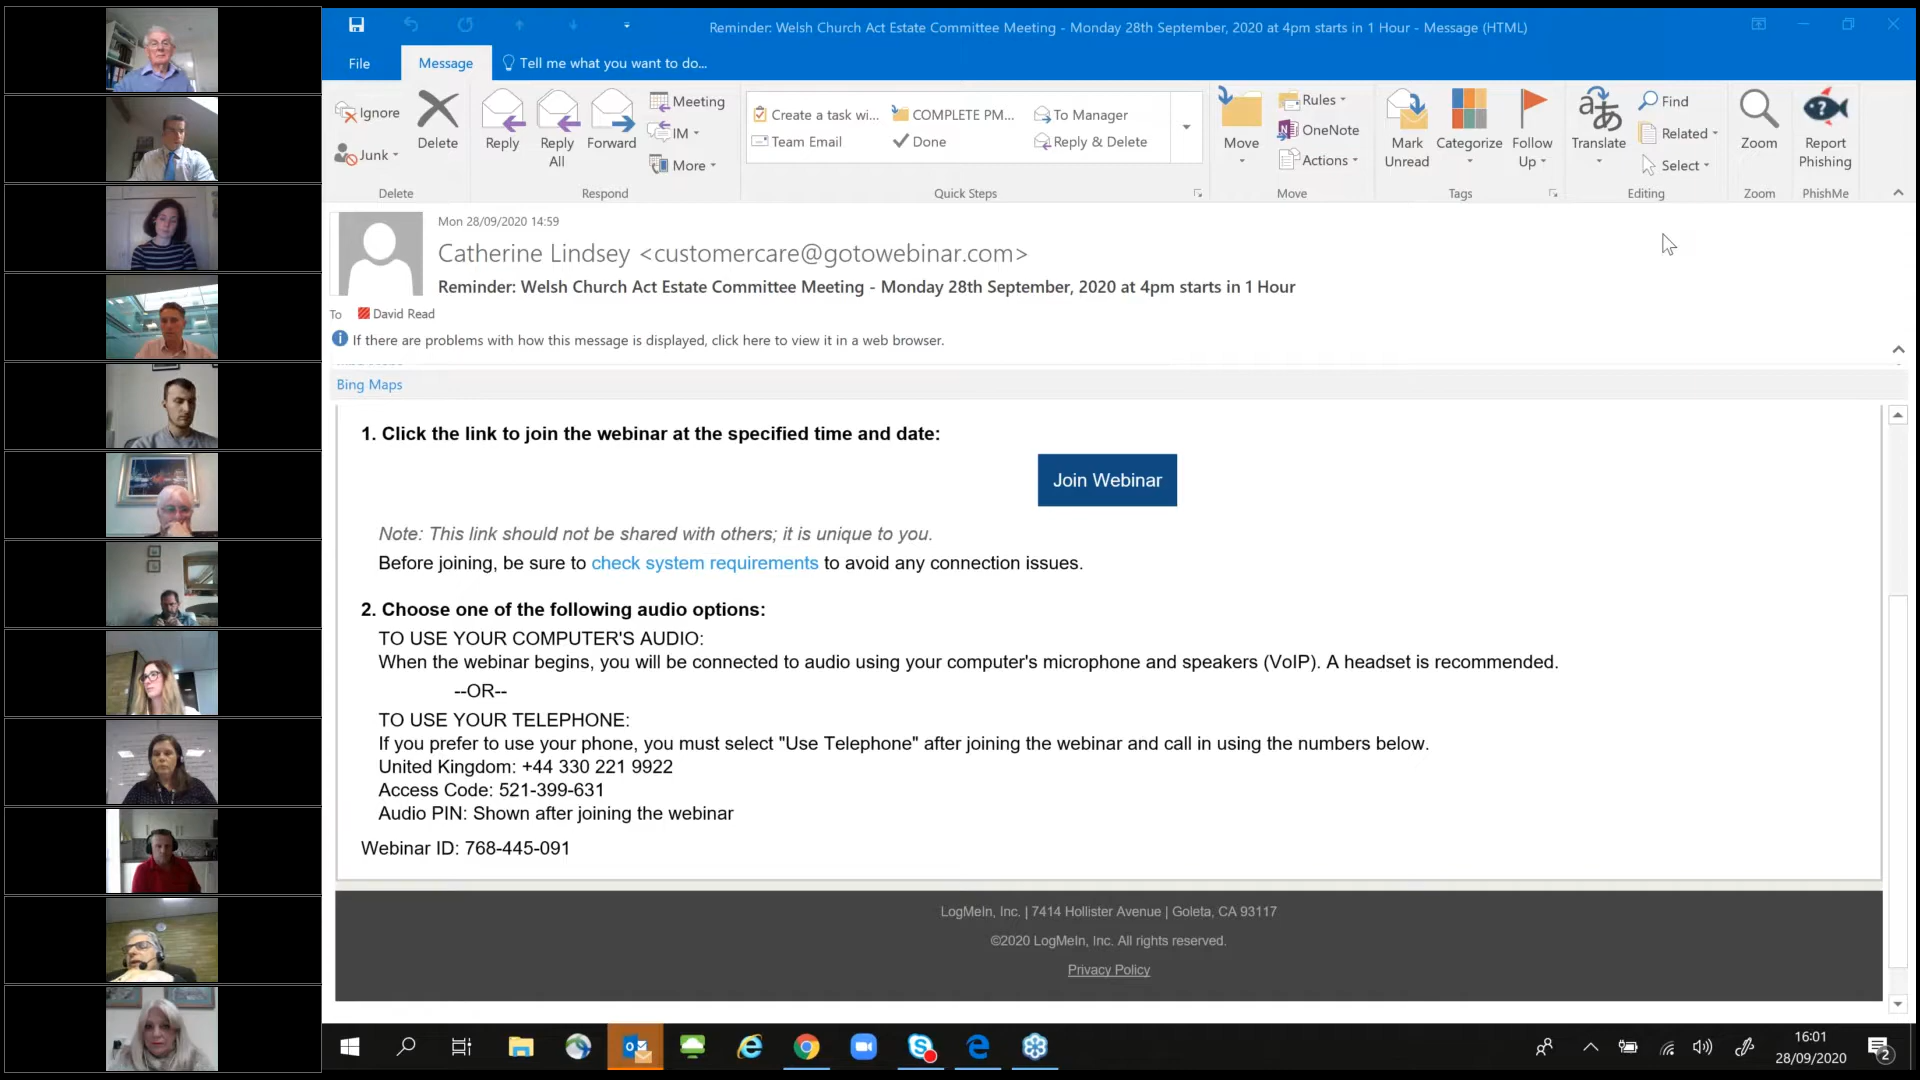 Reminder: Welsh Church Act Estate Committee Meeting - Monday 28th September, 2020 at 4pm starts in 1 Hour - Message (HTML)
File
Message
Tell me what you want to do...
Ignore
Junk
Delete
Delete
Reply
Reply All
Forward
Meeting
IM
More
Respond
Create a task wi...
COMPLETE PM...
To Manager
Team Email
Done
Reply & Delete
Quick Steps
Move
Rules
OneNote
Actions
Move
Mark Unread
Categorize
Follow Up
Tags
Translate
Find
Related
Select
Editing
Zoom
Zoom
Report Phishing
PhishMe
Mon 28/09/2020 14:59
Catherine Lindsey <customercare@gotowebinar.com>
Reminder: Welsh Church Act Estate Committee Meeting - Monday 28th September, 2020 at 4pm starts in 1 Hour
To David Read
If there are problems with how this message is displayed, click here to view it in a web browser.
Bing Maps
1. Click the link to join the webinar at the specified time and date:
Join Webinar
Note: This link should not be shared with others; it is unique to you.
Before joining, be sure to check system requirements to avoid any connection issues.
2. Choose one of the following audio options:
TO USE YOUR COMPUTER'S AUDIO:
When the webinar begins, you will be connected to audio using your computer's microphone and speakers (VoIP). A headset is recommended.
--OR--
TO USE YOUR TELEPHONE:
If you prefer to use your phone, you must select "Use Telephone" after joining the webinar and call in using the numbers below.
United Kingdom: +44 330 221 9922
Access Code: 521-399-631
Audio PIN: Shown after joining the webinar
Webinar ID: 768-445-091
LogMeIn, Inc. | 7414 Hollister Avenue | Goleta, CA 93117
©2020 LogMeIn, Inc. All rights reserved.
Privacy Policy
16:01
28/09/2020
2